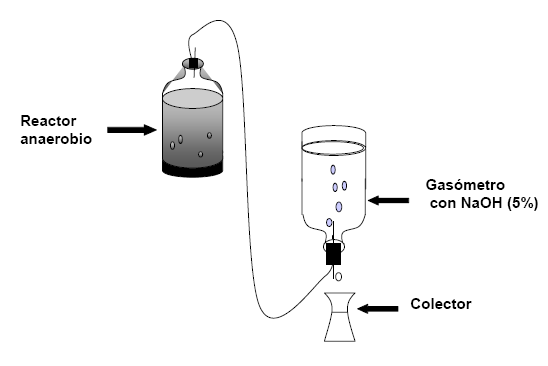 Reactor
anaerobio
Gasómetro
con NaOH (5%)
Colector